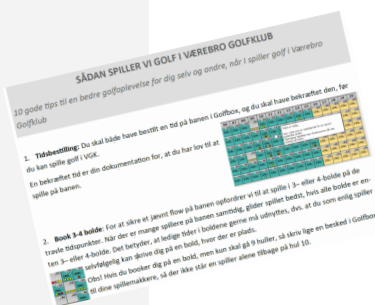 SÅDAN SPILLER VI GOLF I VÆREBRO GOLFKLUB
10 gode tips til en bedre golfoplevelse for dig selv og andre, når I spiller golf i Værebro
Golfklub
1. Tidsbestilling: Du skal både have bestilt en tid på banen i Golfbox, og du skal have bekræftet den, før
du kan spille golf i VGK.
En bekræftet tid er din dokumentation for, at du har lov til at
spille på banen.
2. Book 3-4 bolde: For at sikre et jævnt flow på banen opfordrer vi til at spille i 3– eller 4-bolde på de
travle tidspunkter. Når der er mange spillere på banen samtidig, glider spillet bedst, hvis alle bolde er en-
ten 3– eller 4-bolde. Det betyder, at ledige tider i boldene gerne må udnyttes, dvs. at du som enlig spiller
selvfølgelig kan skrive dig på en bold, hvor der er plads.
Obs! Hvis du booker dig på en bold, men kun skal gå 9 huller, så skriv lige en besked i Golfbox
til dine spillemakkere, så der ikke står en spiller alene tilbage på hul 10.